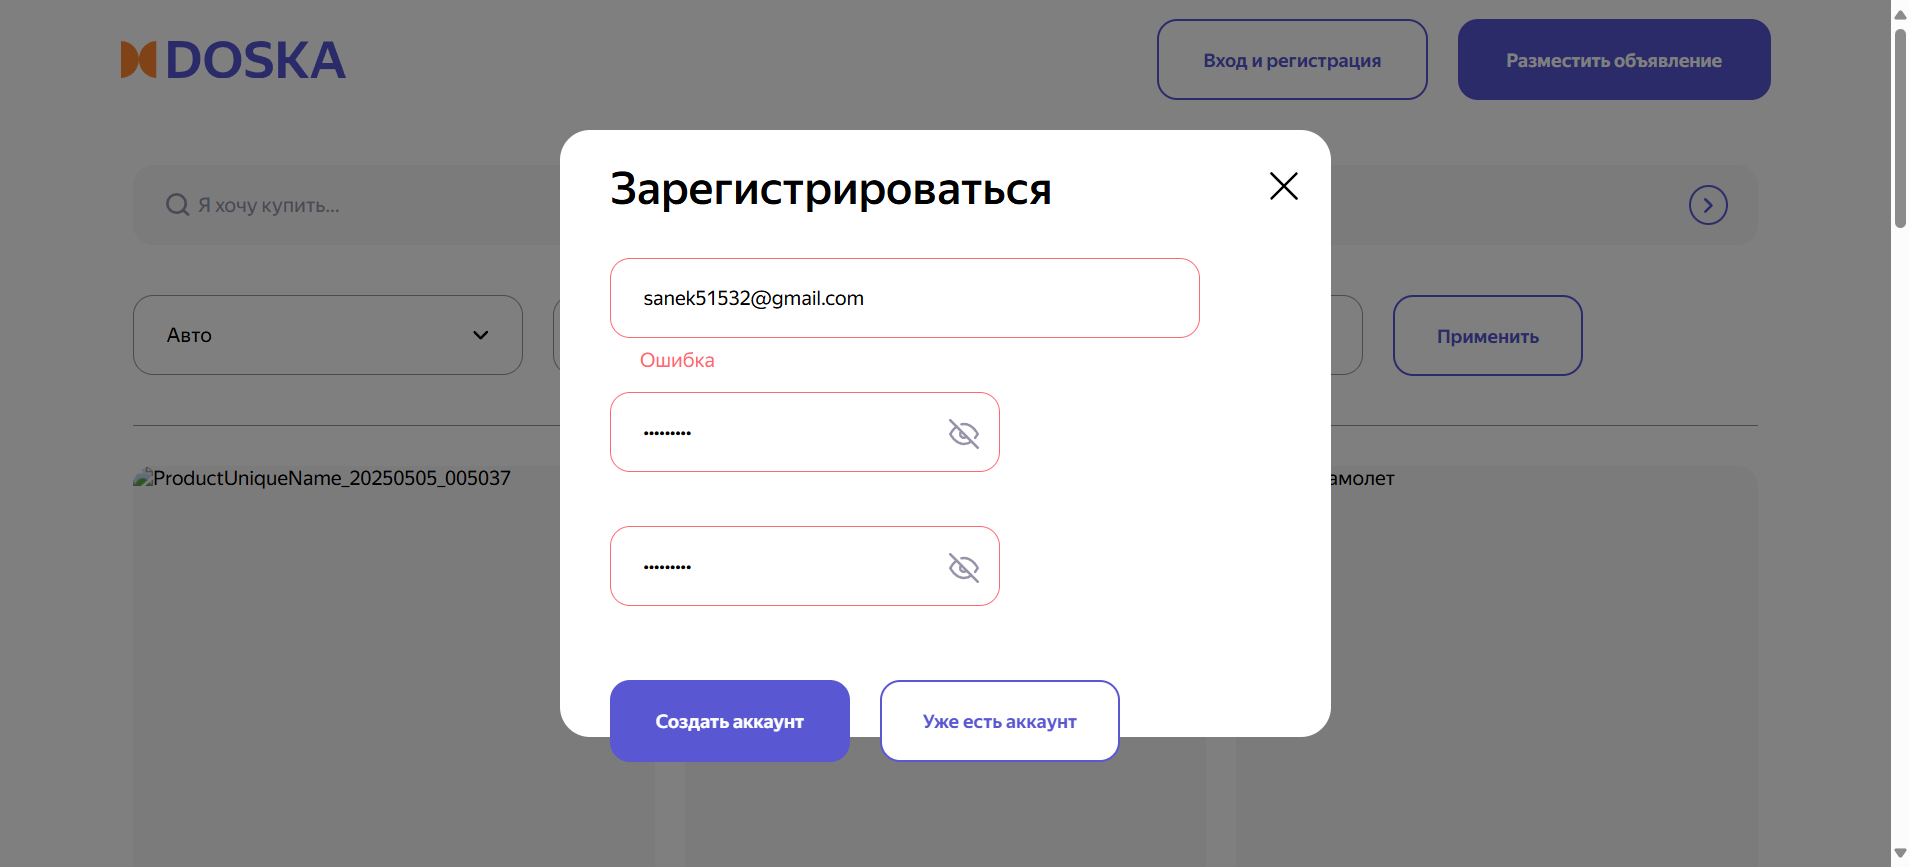 DOSKA
Вход и регистрация
Разместить объявление
Я хочу купить...
Авто
Применить
ProductUniqueName_20250505_005037
амолет
Зарегистрироваться
sanek51532@gmail.com
Ошибка
•••••••••
•••••••••
Создать аккаунт
Уже есть аккаунт